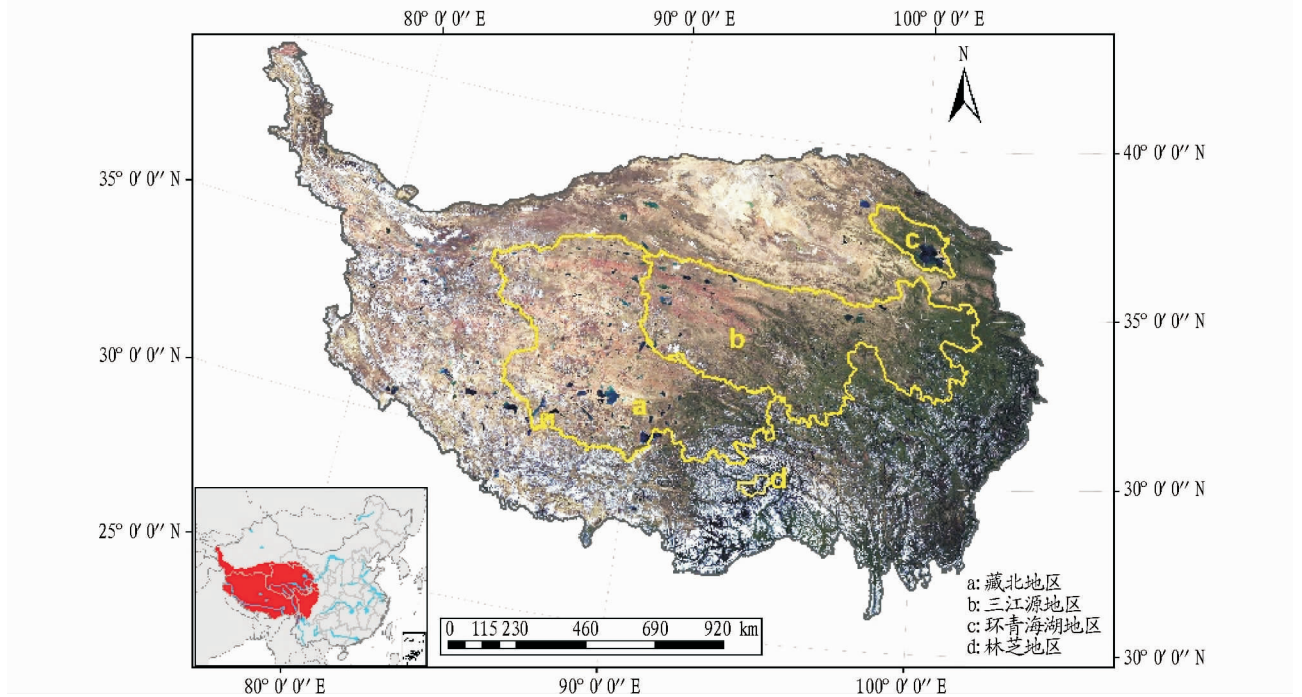 80° 0′ 0″ E 90° 0′ 0″ E 100° 0′ 0″ E
N
40° 0′ 0″ N
35° 0′ 0″ N
c
35° 0′ 0″ N
b
30° 0′ 0″ N
a
d
30° 0′ 0″ N
25° 0′ 0″ N
a: 藏北地区
b: 三江源地区
c: 环青海湖地区
d: 林芝地区
0 115 230 460 690 920 km
30° 0′ 0″ N
80° 0′ 0″ E 90° 0′ 0″ E 100° 0′ 0″ E